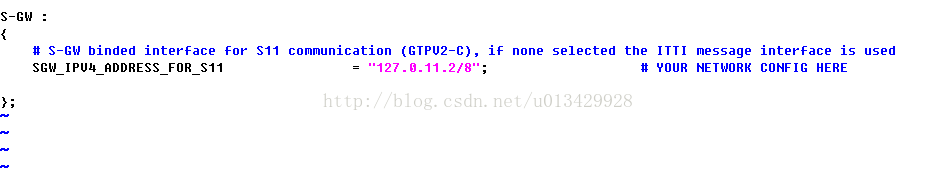 S-GW :
{
    # S-GW binded interface for S11 communication (GTPV2-C), if none selected the ITTI message interface is used
    SGW_IPV4_ADDRESS_FOR_S11                = "127.0.11.2/8";                   # YOUR NETWORK CONFIG HERE
http://blog.csdn.net/u013429928
};
~
~
~
~